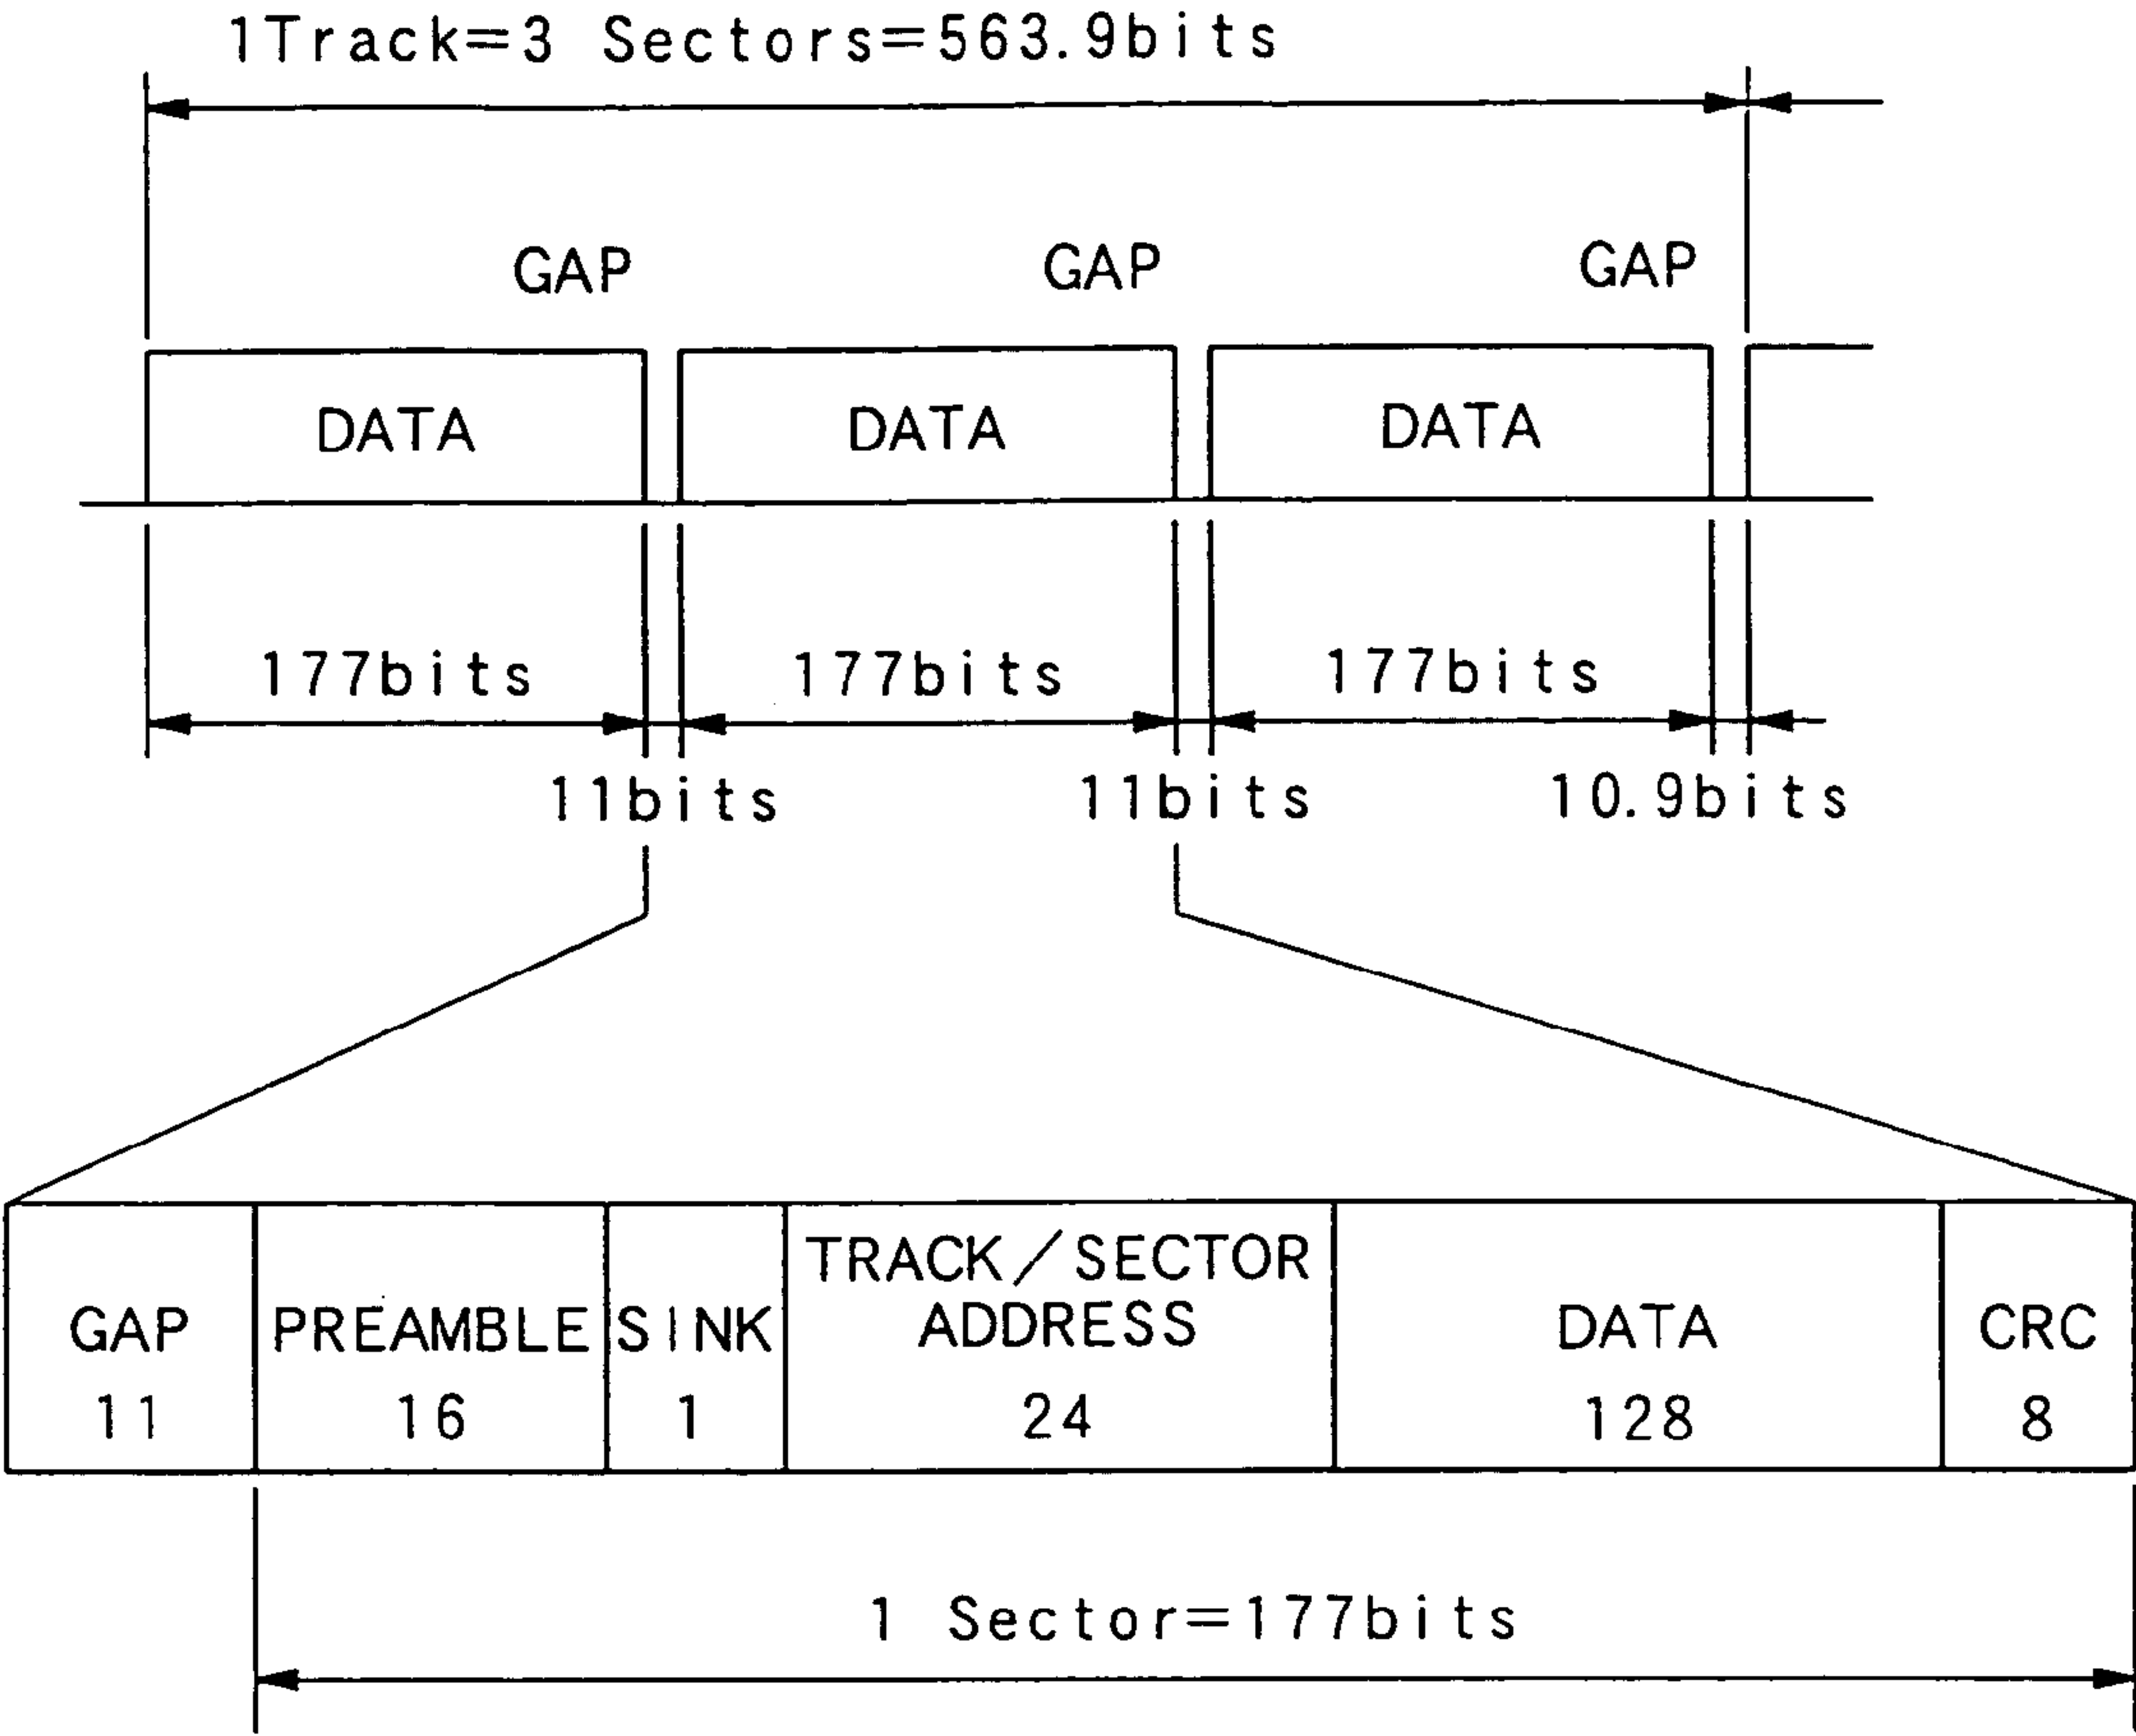 1Track=3 Sectors=563.9bits
GAP GAP GAP
DATA DATA DATA
177bits 177bits 177bits
11bits 11bits 10.9bits
TRACK/SECTOR
GAP PREAMBLE SINK ADDRESS DATA CRC
11 16 1 24 128 8
1 Sector=177bits